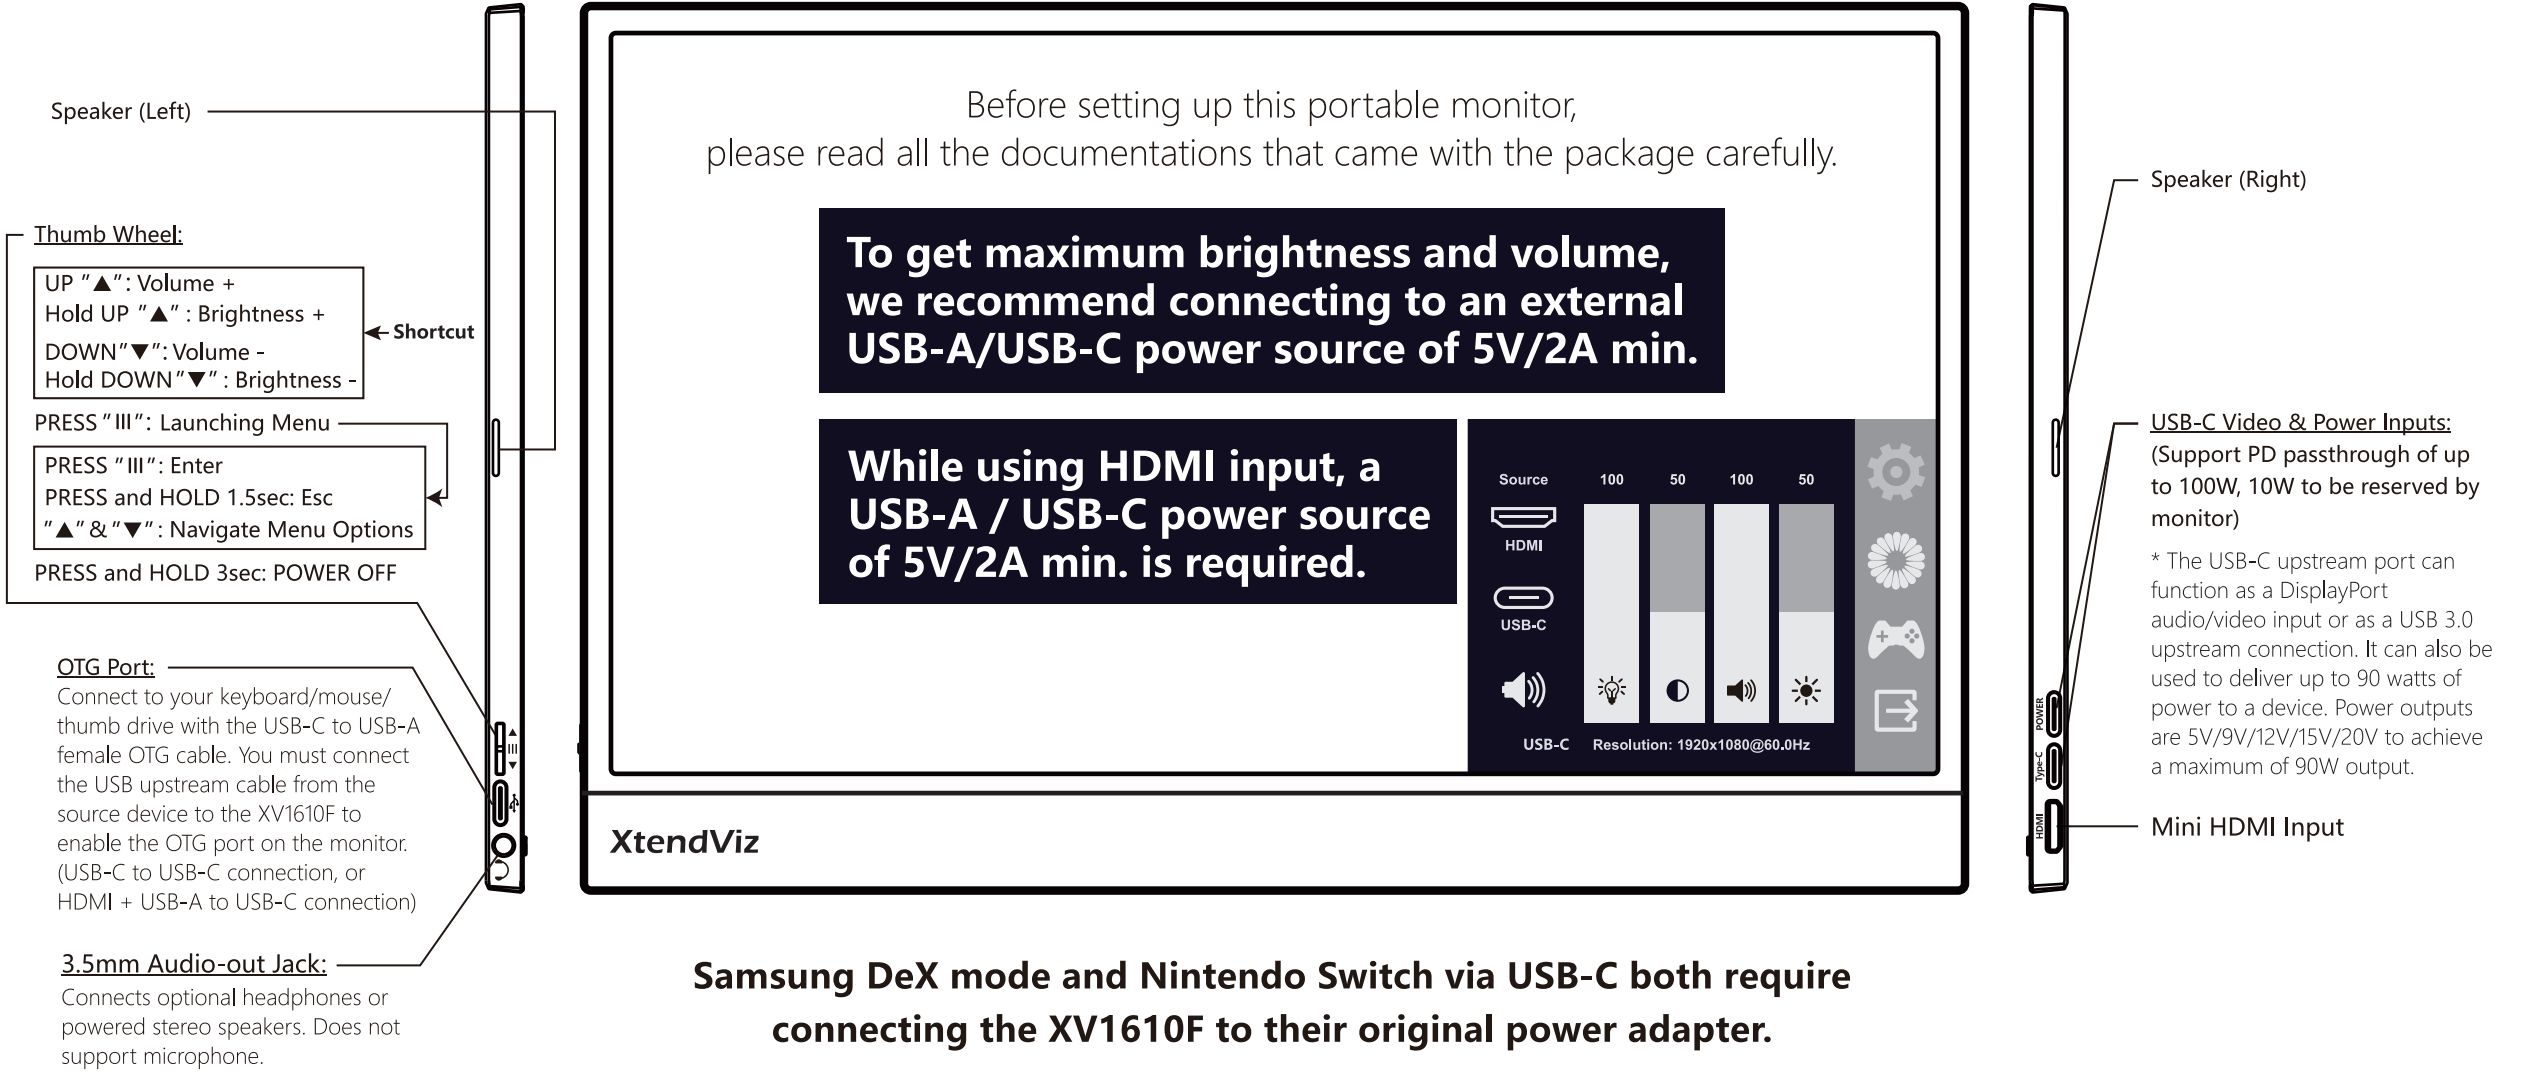 Speaker (Left)
Thumb Wheel:
UP "▲": Volume +
Hold UP "▲" : Brightness +
DOWN"▼": Volume -
Hold DOWN"▼" : Brightness -
Shortcut
PRESS "III": Launching Menu
PRESS "III": Enter
PRESS and HOLD 1.5sec: Esc
"▲" & "▼": Navigate Menu Options
PRESS and HOLD 3sec: POWER OFF
OTG Port:
Connect to your keyboard/mouse/
thumb drive with the USB-C to USB-A
female OTG cable. You must connect
the USB upstream cable from the
source device to the XV1610F to
enable the OTG port on the monitor.
(USB-C to USB-C connection, or
HDMI + USB-A to USB-C connection)
3.5mm Audio-out Jack:
Connects optional headphones or
powered stereo speakers. Does not
support microphone.
Before setting up this portable monitor,
please read all the documentations that came with the package carefully.
To get maximum brightness and volume,
we recommend connecting to an external
USB-A/USB-C power source of 5V/2A min.
While using HDMI input, a
USB-A / USB-C power source
of 5V/2A min. is required.
Source 100 50 100 50
HDMI
USB-C
USB-C Resolution: 1920x1080@60.0Hz
XtendViz
Samsung DeX mode and Nintendo Switch via USB-C both require
connecting the XV1610F to their original power adapter.
POWER
Type-C
HDMI
Speaker (Right)
USB-C Video & Power Inputs:
(Support PD passthrough of up
to 100W, 10W to be reserved by
monitor)
* The USB-C upstream port can
function as a DisplayPort
audio/video input or as a USB 3.0
upstream connection. It can also be
used to deliver up to 90 watts of
power to a device. Power outputs
are 5V/9V/12V/15V/20V to achieve
a maximum of 90W output.
Mini HDMI Input